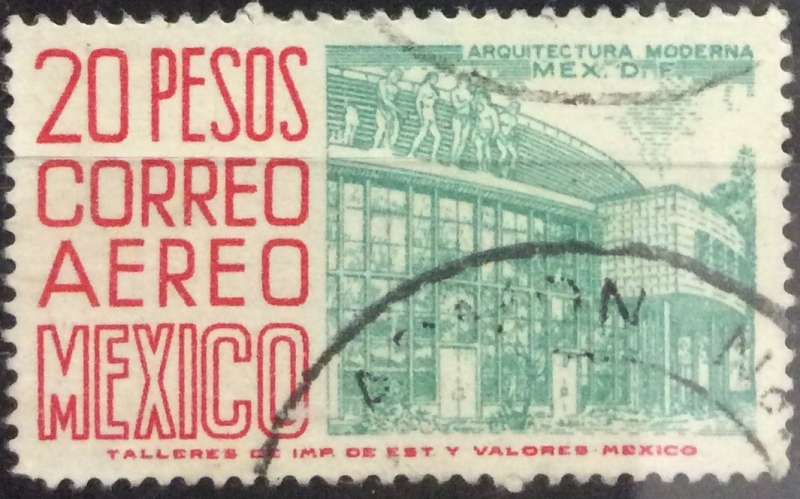 20 PESOS
CORREO
AEREO
MEXICO
ARQUITECTURA MODERNA
MEX. D. F.
TALLERES DE IMP. DE EST. Y VALORES-MEXICO